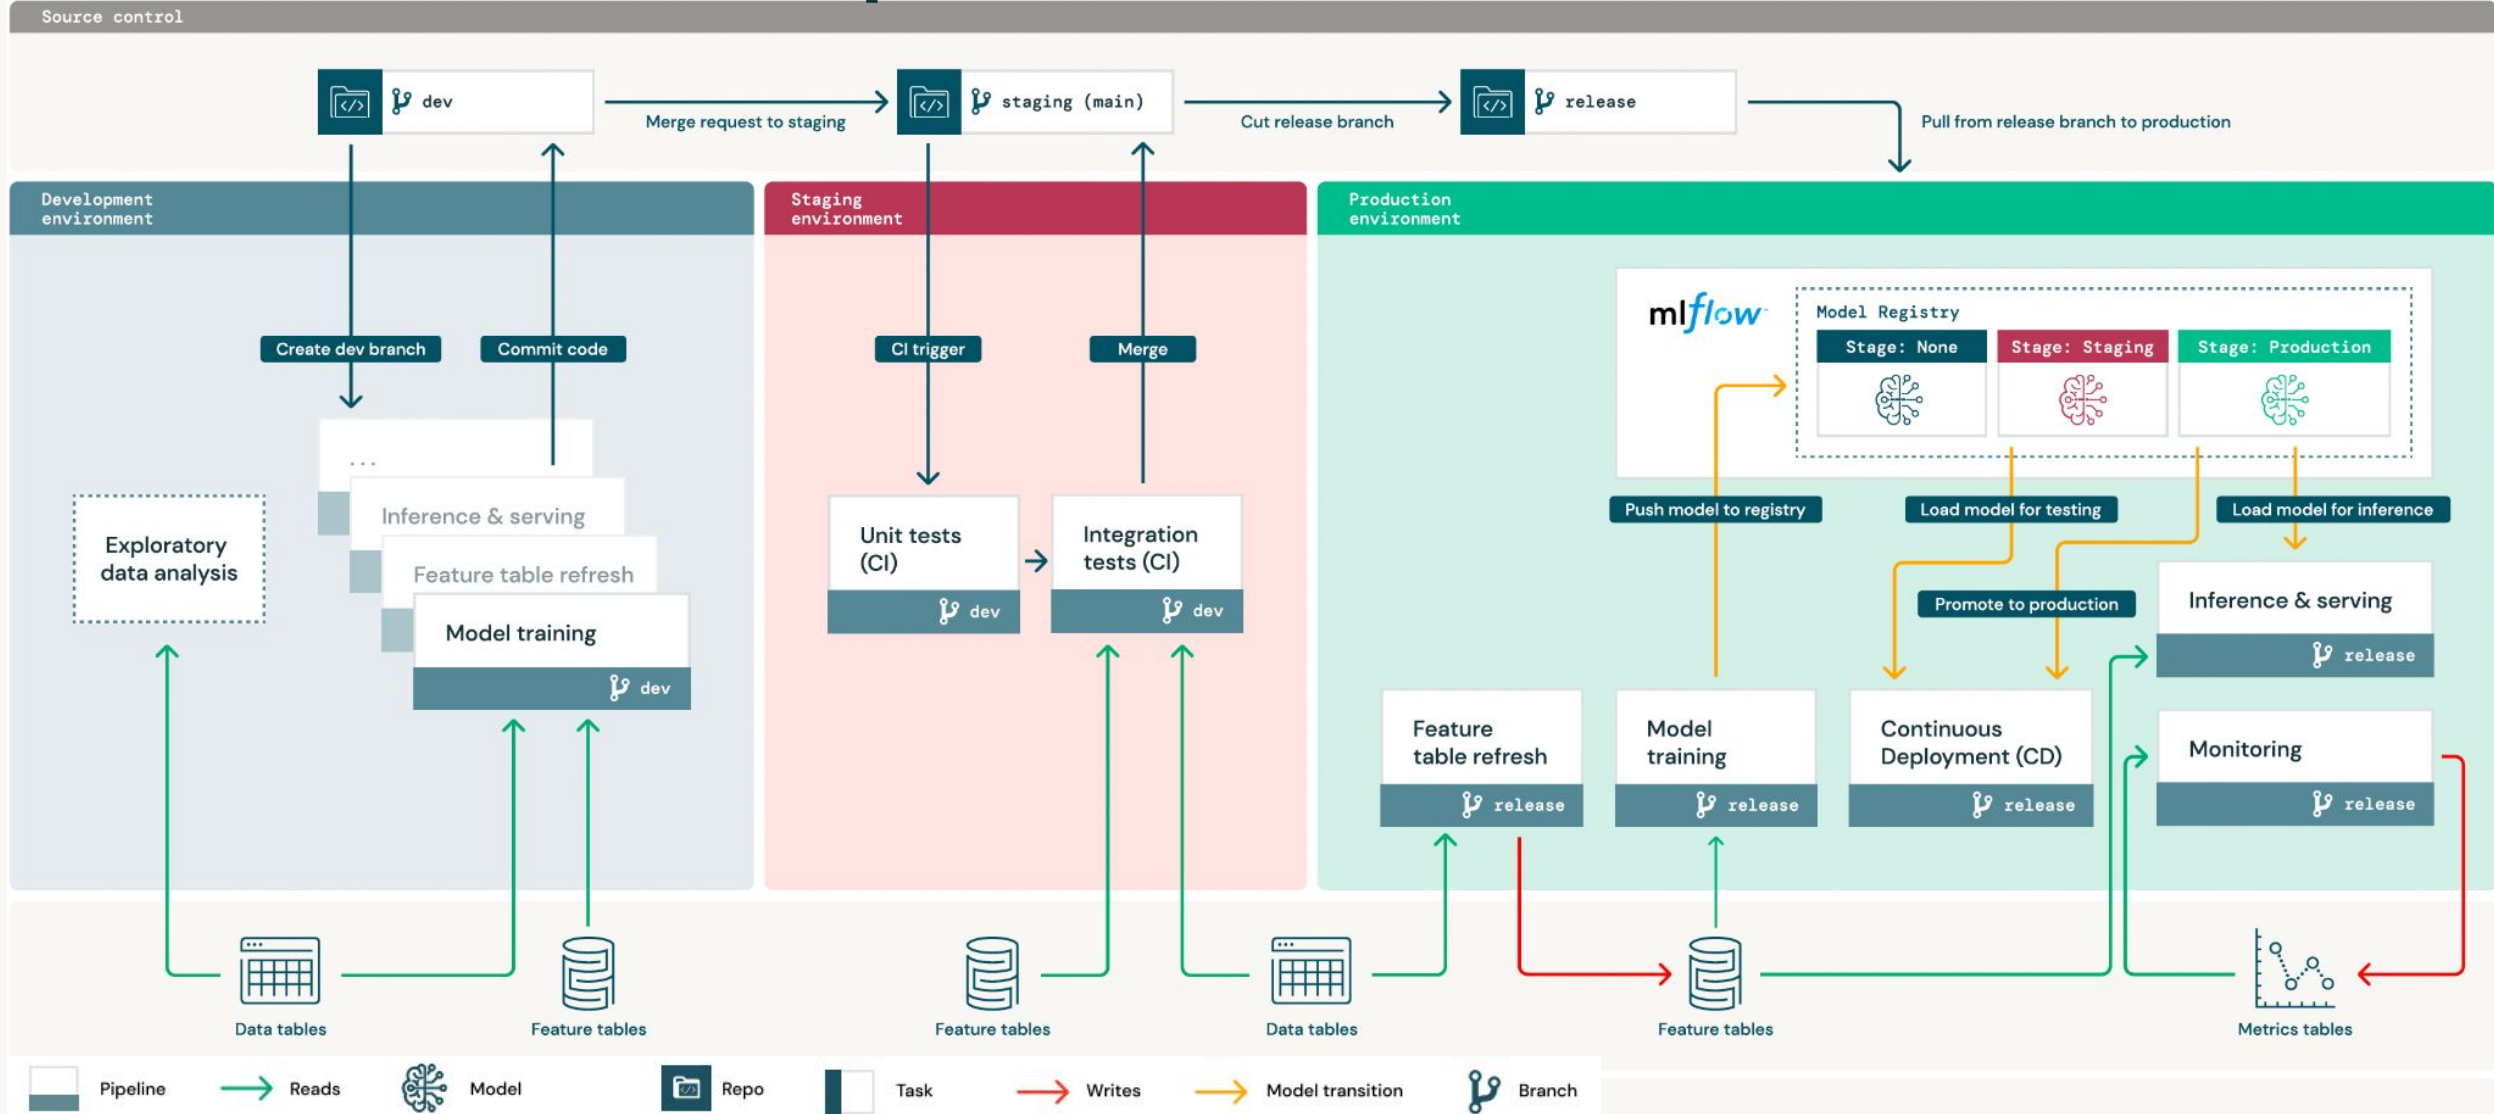 Source control
dev
Merge request to staging
staging (main)
Cut release branch
release
Pull from release branch to production
Development
environment
Staging
environment
Production
environment
Create dev branch
Commit code
CI trigger
Merge
mlflow
Model Registry
Stage: None
Stage: Staging
Stage: Production
...
Inference & serving
Feature table refresh
Model training
dev
Exploratory
data analysis
Unit tests
(CI)
dev
Integration
tests (CI)
dev
Push model to registry
Load model for testing
Load model for inference
Promote to production
Inference & serving
release
Feature
table refresh
release
Model
training
release
Continuous
Deployment (CD)
release
Monitoring
release
Data tables
Feature tables
Feature tables
Data tables
Feature tables
Metrics tables
Pipeline
Reads
Model
Repo
Task
Writes
Model transition
Branch